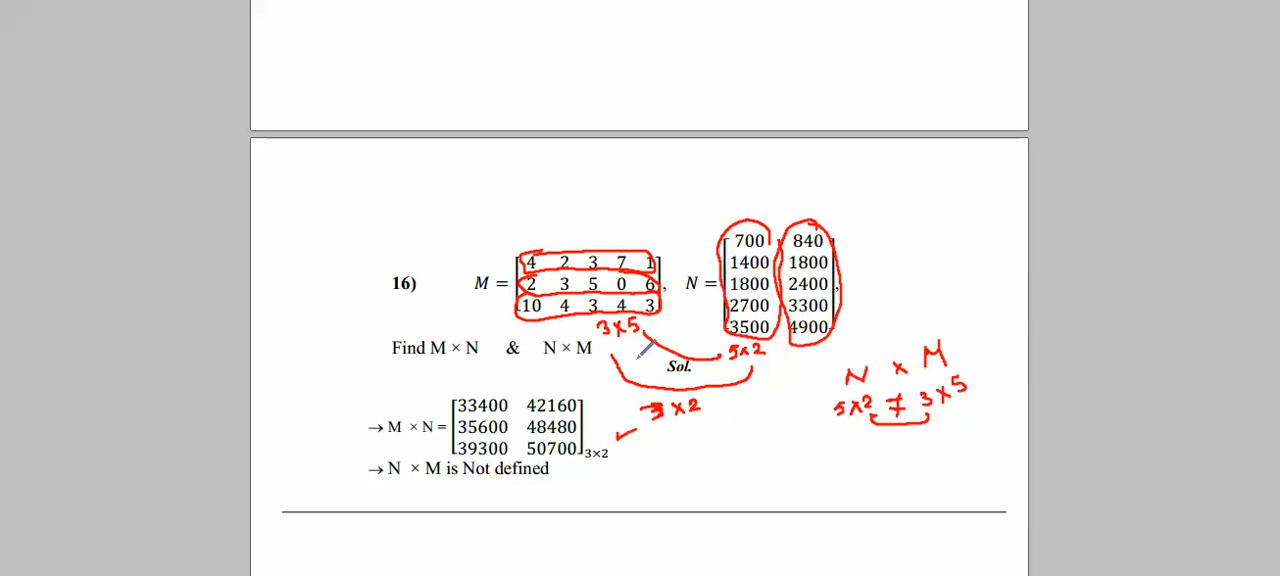 16) M = [4 2 3 7 1
2 3 5 0 6
10 4 3 4 3], N = [700 840
1400 1800
1800 2400
2700 3300
3500 4900],
3×5
5×2
Find M × N & N × M
Sol.
3 ×2
N × M
5×2 ≠ 3×5
→ M × N = [33400 42160
35600 48480
39300 50700]3×2
→ N × M is Not defined